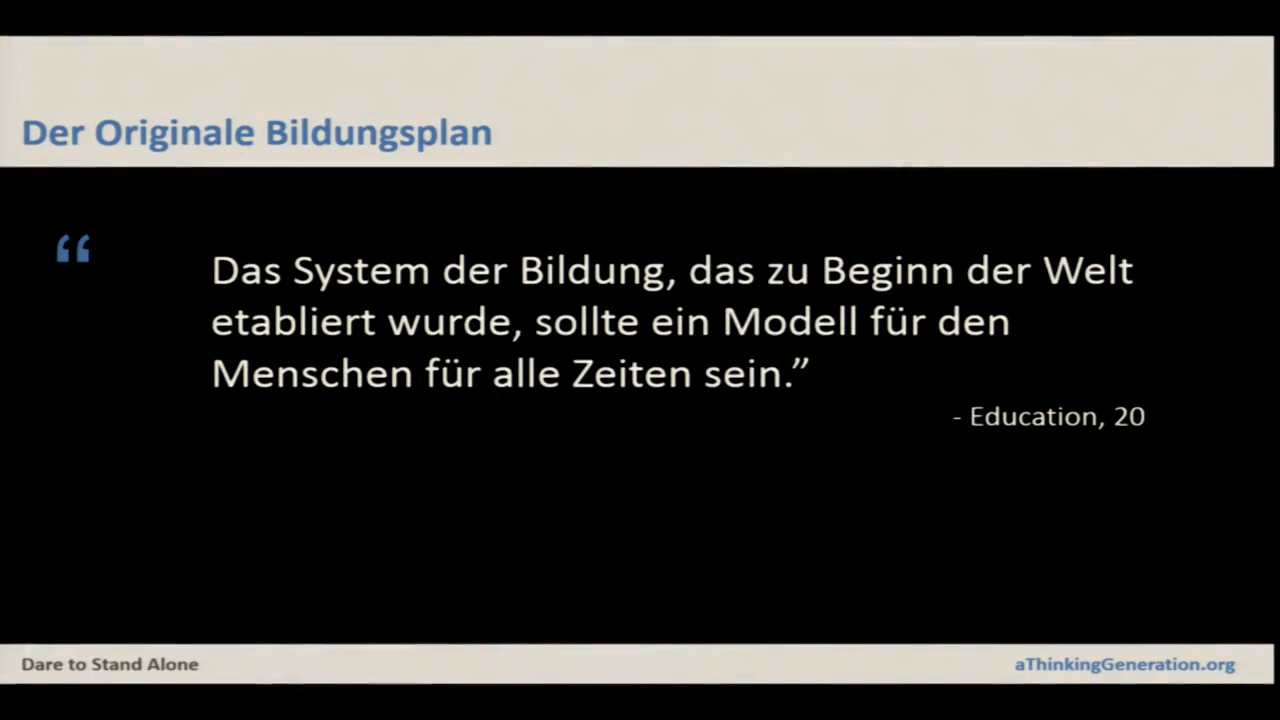 Der Originale Bildungsplan
“
Das System der Bildung, das zu Beginn der Welt
etabliert wurde, sollte ein Modell für den
Menschen für alle Zeiten sein.”
- Education, 20
Dare to Stand Alone
aThinkingGeneration.org